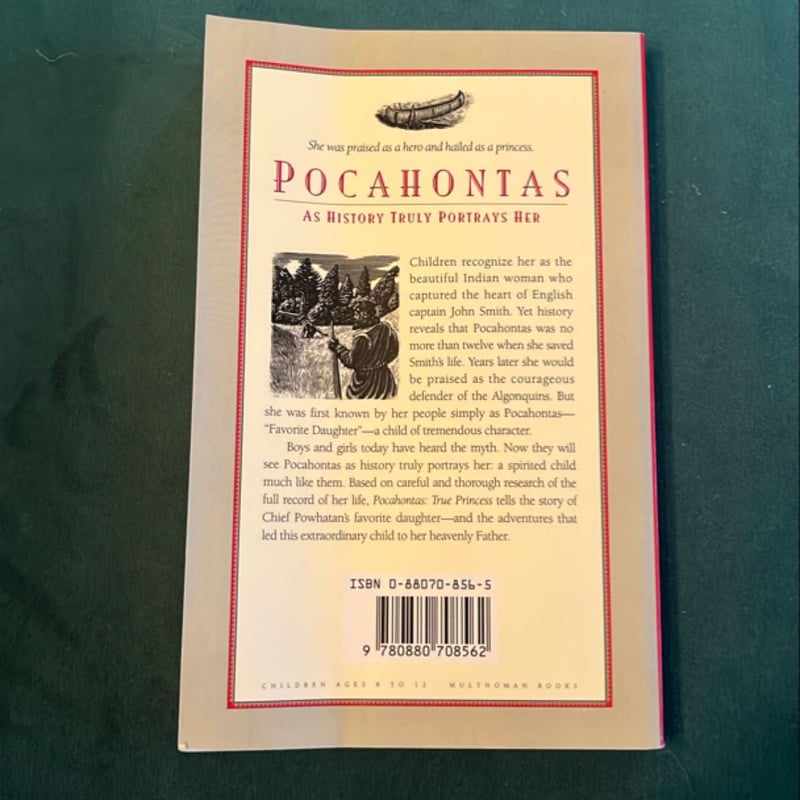 She was praised as a hero and hailed as a princess.
POCAHONTAS
AS HISTORY TRULY PORTRAYS HER
Children recognize her as the
beautiful Indian woman who
captured the heart of English
captain John Smith. Yet history
reveals that Pocahontas was no
more than twelve when she saved
Smith's life. Years later she would
be praised as the courageous
defender of the Algonquins. But
she was first known by her people simply as Pocahontas—
"Favorite Daughter"—a child of tremendous character.
Boys and girls today have heard the myth. Now they will
see Pocahontas as history truly portrays her: a spirited child
much like them. Based on careful and thorough research of the
full record of her life, Pocahontas: True Princess tells the story of
Chief Powhatan's favorite daughter—and the adventures that
led this extraordinary child to her heavenly Father.
ISBN 0-88070-856-5
9 780880 708562
CHILDREN AGES 8 TO 12 MULTNOMAH BOOKS